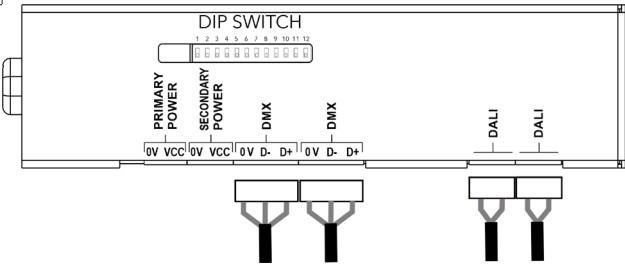 DIP SWITCH
1 2 3 4 5 6 7 8 9 10 11 12
PRIMARY
POWER
SECONDARY
POWER
DMX
DMX
DALI
DALI
0V VCC 0V VCC 0V D- D+ 0V D- D+